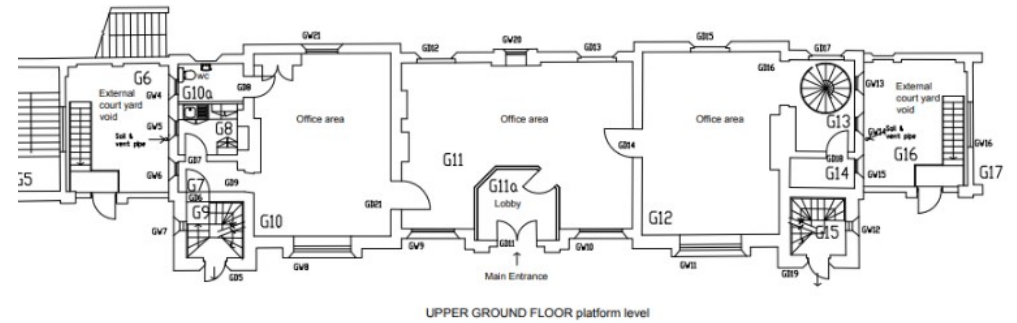 GW21
GD12
GW20
GD13
GD15
GD17
G6
WC
GD8
GD16
GW13
GW4
G10a
External
court yard
void
External
court yard
void
Office area
Office area
Office area
G13
GW5
G8
Soil &
vent pipe
GW14
Soil &
vent pipe
GW16
GD14
GD7
G11
GD18
G16
G5
GW6
GD9
G7
G11a
G14
GW15
G17
GD6
Lobby
GD21
G9
G10
G12
G15
GW7
GW12
GW9
GD11
GW10
GW8
GW11
GD5
GD19
Main Entrance
UPPER GROUND FLOOR platform level